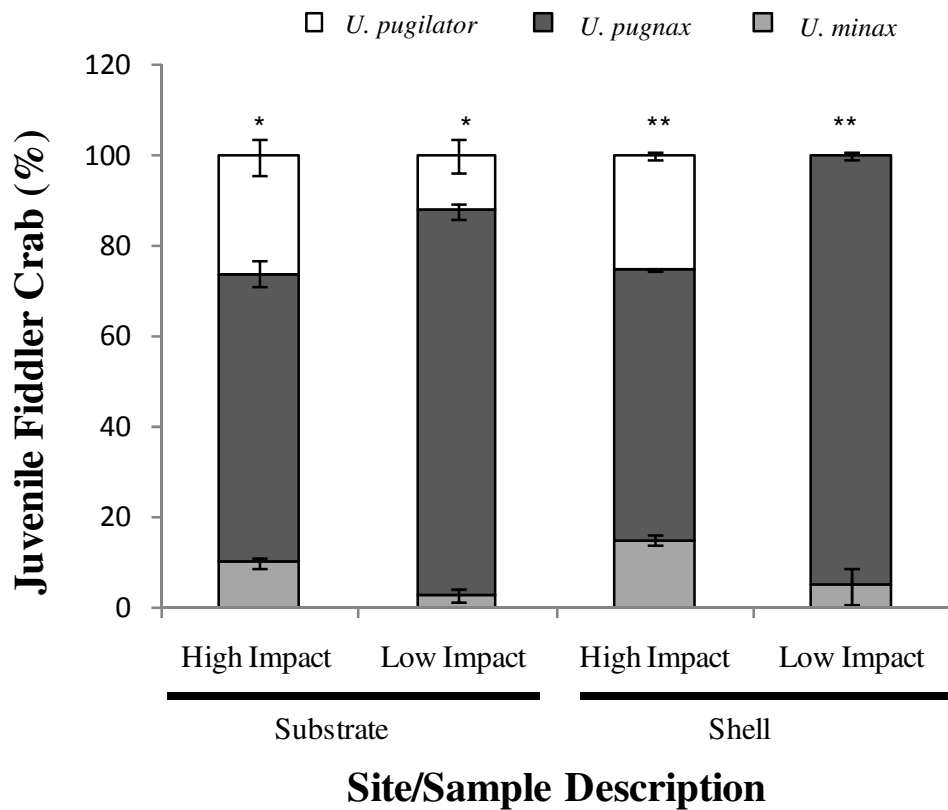 U. pugilator U. pugnax U. minax
Juvenile Fiddler Crab (%)
120
100
80
60
40
20
0
* * ** **
High Impact Low Impact High Impact Low Impact
Substrate Shell
Site/Sample Description